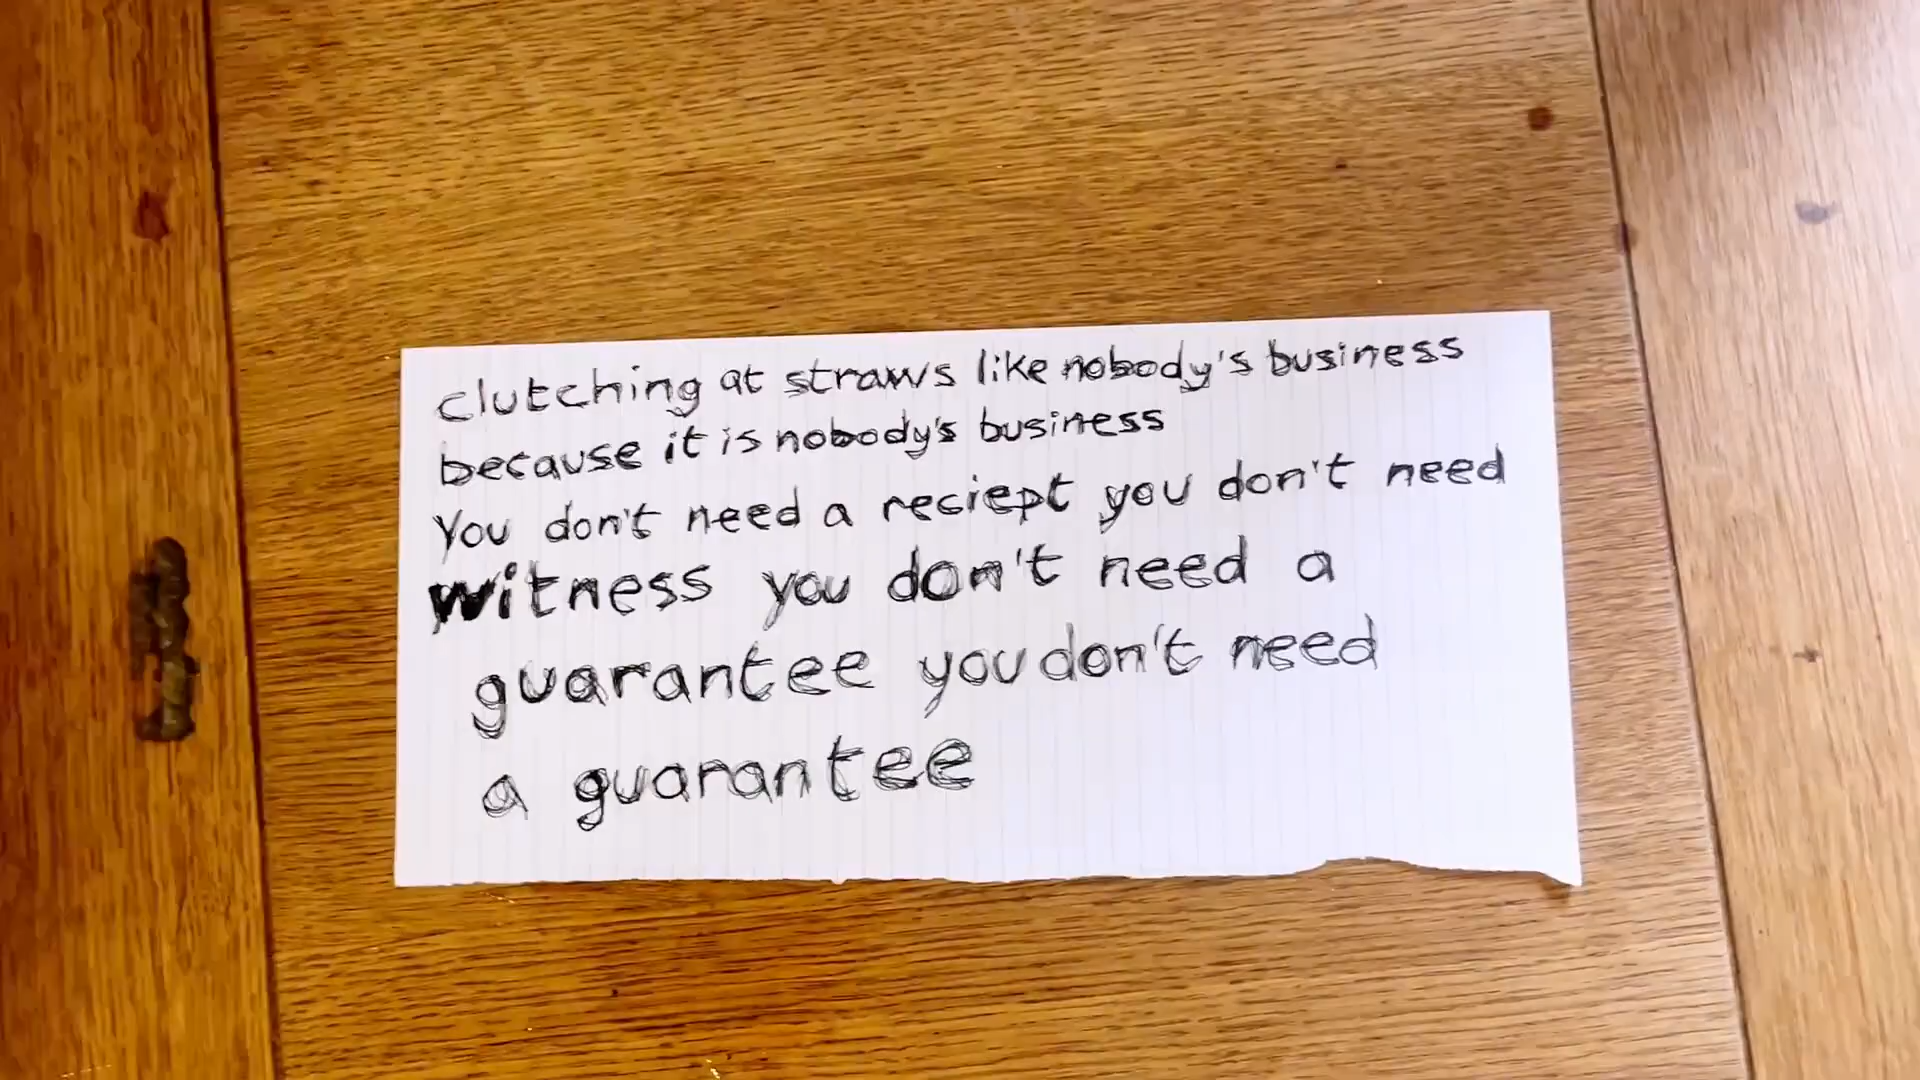 clutching at straws like nobody's business
because it is nobody's business
You don't need a reciept you don't need
witness you don't need a
guarantee you don't need
a guarantee